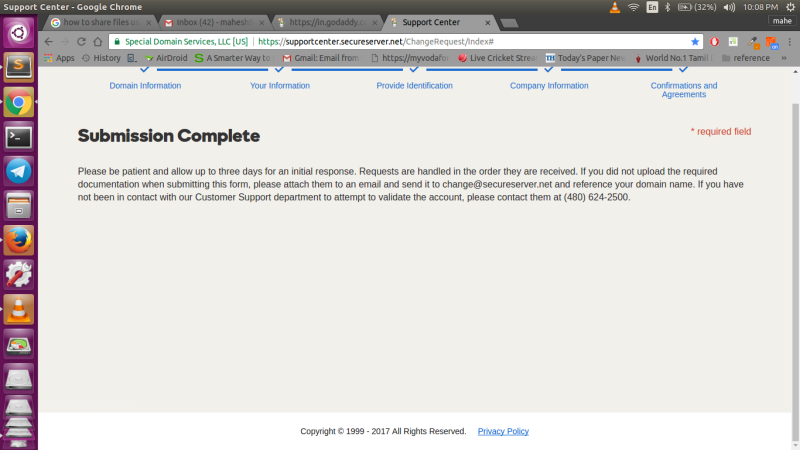 Support Center - Google Chrome
En
(32%)
10:08 PM
how to share files us
Inbox (42) - mahesh
https://in.godaddy.c
Support Center
mahe
Special Domain Services, LLC [US]
https://supportcenter.secureserver.net/ChangeRequest/Index#
Apps
History
AirDroid
A Smarter Way to
Gmail: Email from
https://myvodafor
Live Cricket Strea
TH
Today's Paper New
World No.1 Tamil
reference
»
Domain Information
Your Information
Provide Identification
Company Information
Confirmations and
Agreements
Submission Complete
* required field
Please be patient and allow up to three days for an initial response. Requests are handled in the order they are received. If you did not upload the required
documentation when submitting this form, please attach them to an email and send it to change@secureserver.net and reference your domain name. If you have
not been in contact with our Customer Support department to attempt to validate the account, please contact them at (480) 624-2500.
Copyright © 1999 - 2017 All Rights Reserved.
Privacy Policy